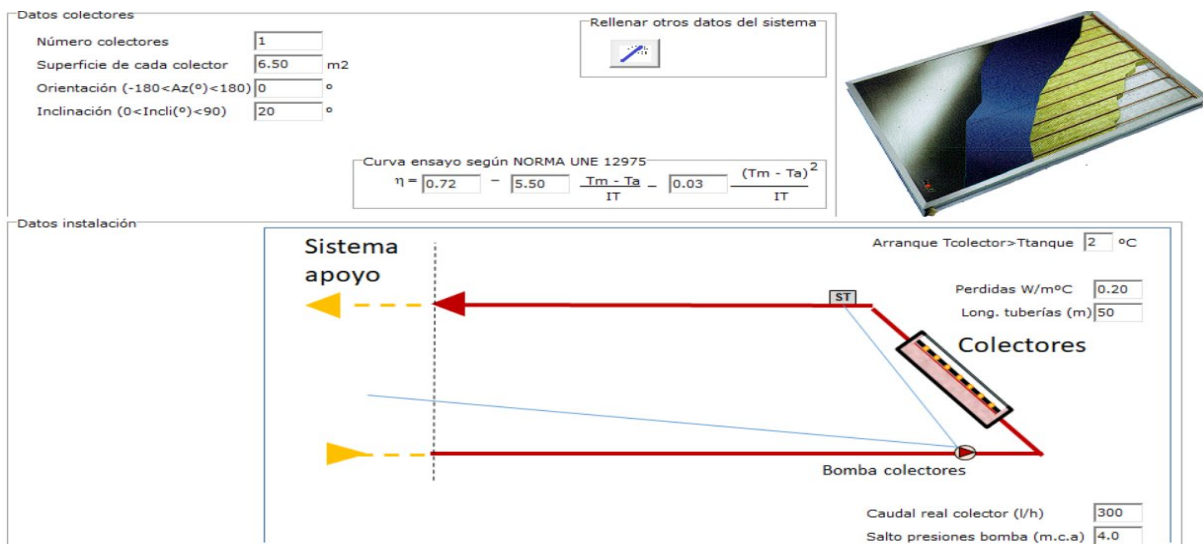 Datos colectores
Número colectores 1
Superficie de cada colector 6.50 m2
Orientación (-180<Az(º)<180) 0 º
Inclinación (0<Incli(º)<90) 20 º
Rellenar otros datos del sistema
Curva ensayo según NORMA UNE 12975
η = 0.72 - 5.50 Tm - Ta / IT - 0.03 (Tm - Ta)² / IT
Datos instalación
Sistema
apoyo
Arranque Tcolector>Ttanque 2 ºC
ST
Perdidas W/mºC 0.20
Long. tuberías (m) 50
Colectores
Bomba colectores
Caudal real colector (l/h) 300
Salto presiones bomba (m.c.a) 4.0